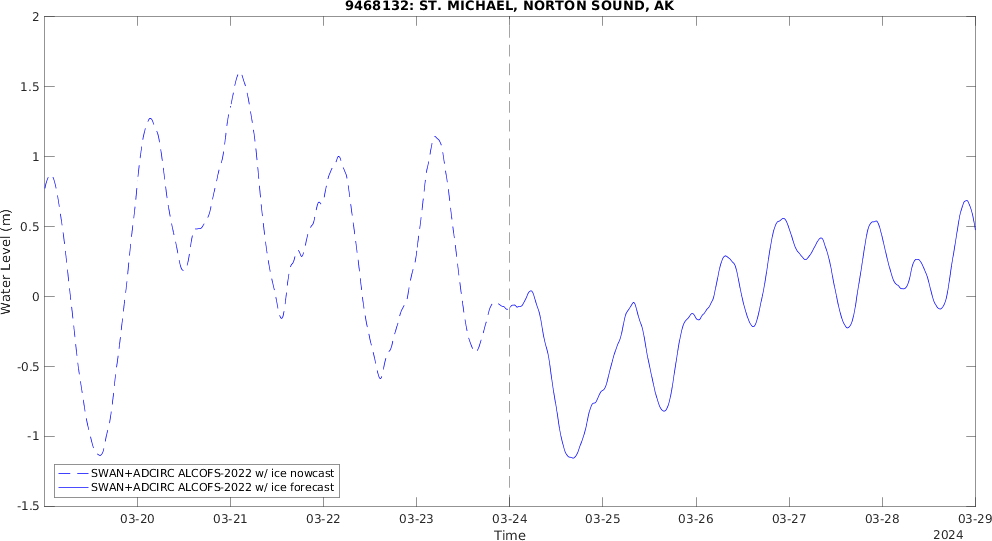 9468132: ST. MICHAEL, NORTON SOUND, AK
2
1.5
1
0.5
0
-0.5
-1
-1.5
Water Level (m)
SWAN+ADCIRC ALCOFS-2022 w/ ice nowcast
SWAN+ADCIRC ALCOFS-2022 w/ ice forecast
03-20 03-21 03-22 03-23 03-24 03-25 03-26 03-27 03-28 03-29
Time
2024